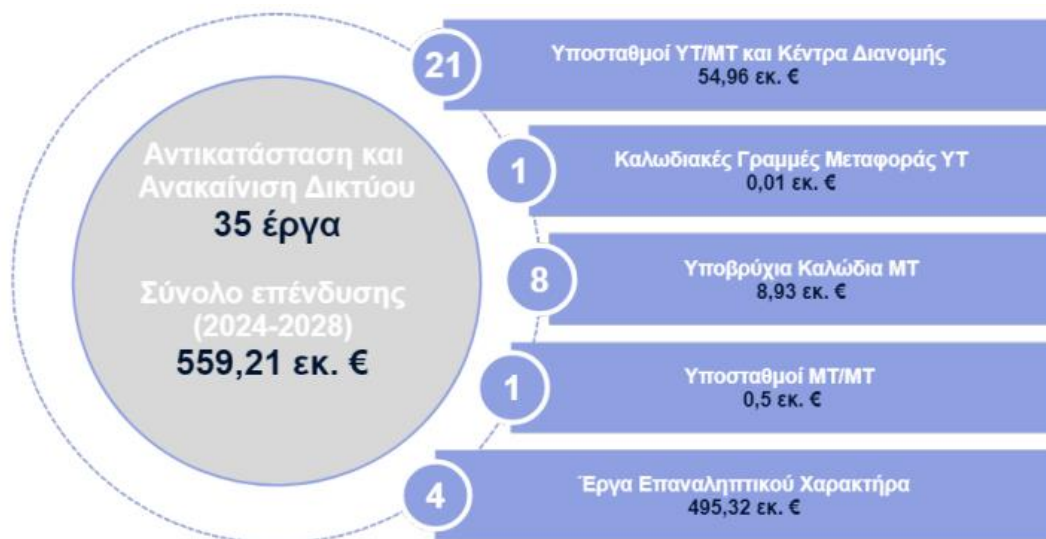 Αντικατάσταση και
Ανακαίνιση Δικτύου
35 έργα
Σύνολο επένδυσης
(2024-2028)
559,21 εκ. €
21
Υποσταθμοί ΥΤ/ΜΤ και Κέντρα Διανομής
54,96 εκ. €
1
Καλωδιακές Γραμμές Μεταφοράς ΥΤ
0,01 εκ. €
8
Υποβρύχια Καλώδια ΜΤ
8,93 εκ. €
1
Υποσταθμοί ΜΤ/ΜΤ
0,5 εκ. €
4
Έργα Επαναληπτικού Χαρακτήρα
495,32 εκ. €